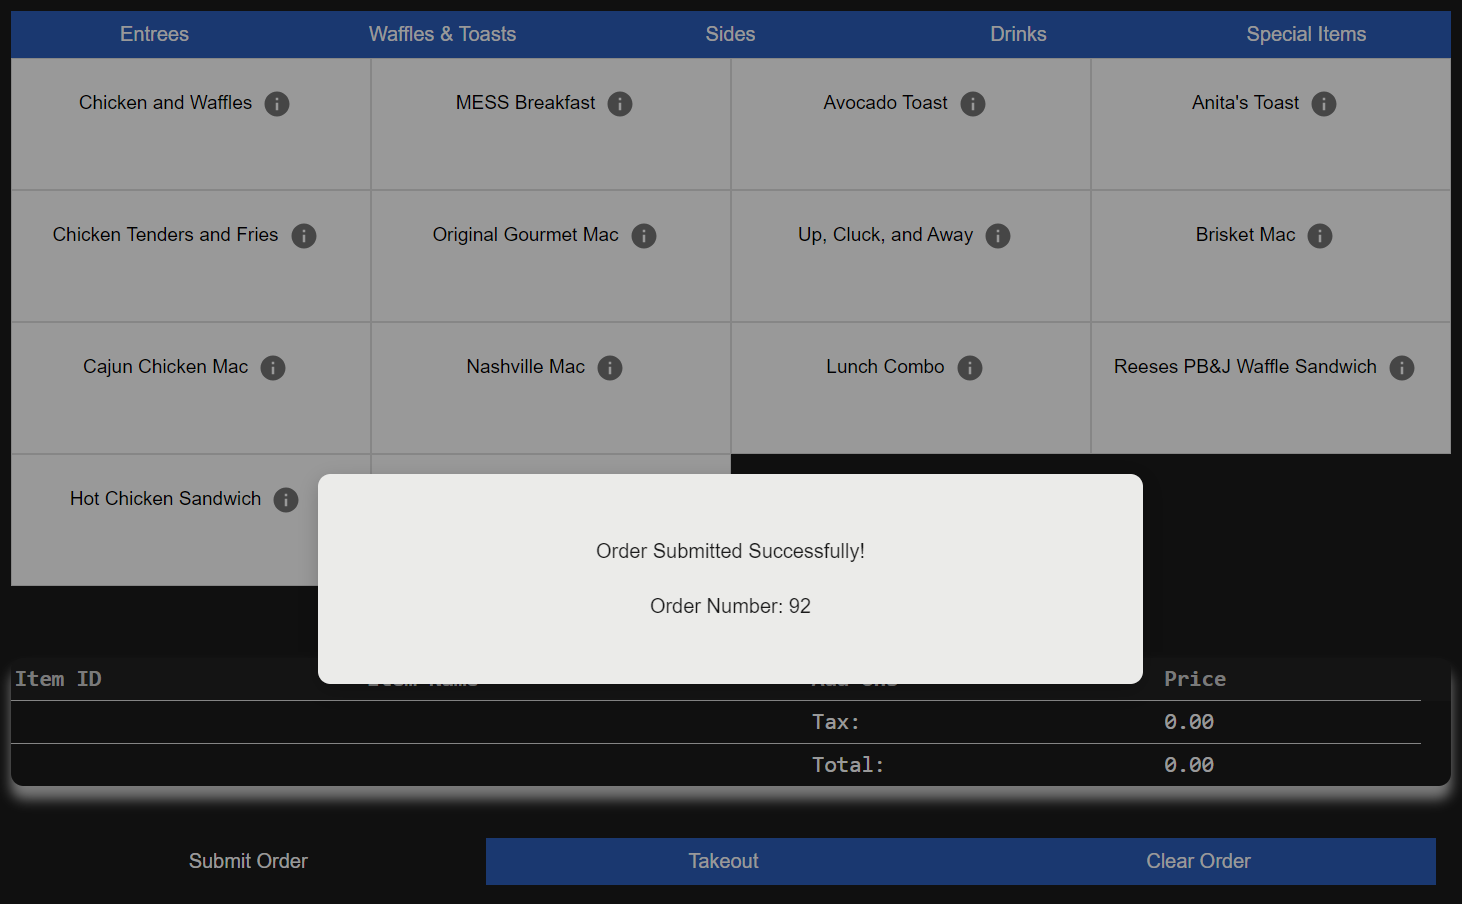 Entrees Waffles & Toasts Sides Drinks Special Items
Chicken and Waffles MESS Breakfast Avocado Toast Anita's Toast
Chicken Tenders and Fries Original Gourmet Mac Up, Cluck, and Away Brisket Mac
Cajun Chicken Mac Nashville Mac Lunch Combo Reeses PB&J Waffle Sandwich
Hot Chicken Sandwich
Order Submitted Successfully!
Order Number: 92
Item ID Price
Tax: 0.00
Total: 0.00
Submit Order Takeout Clear Order